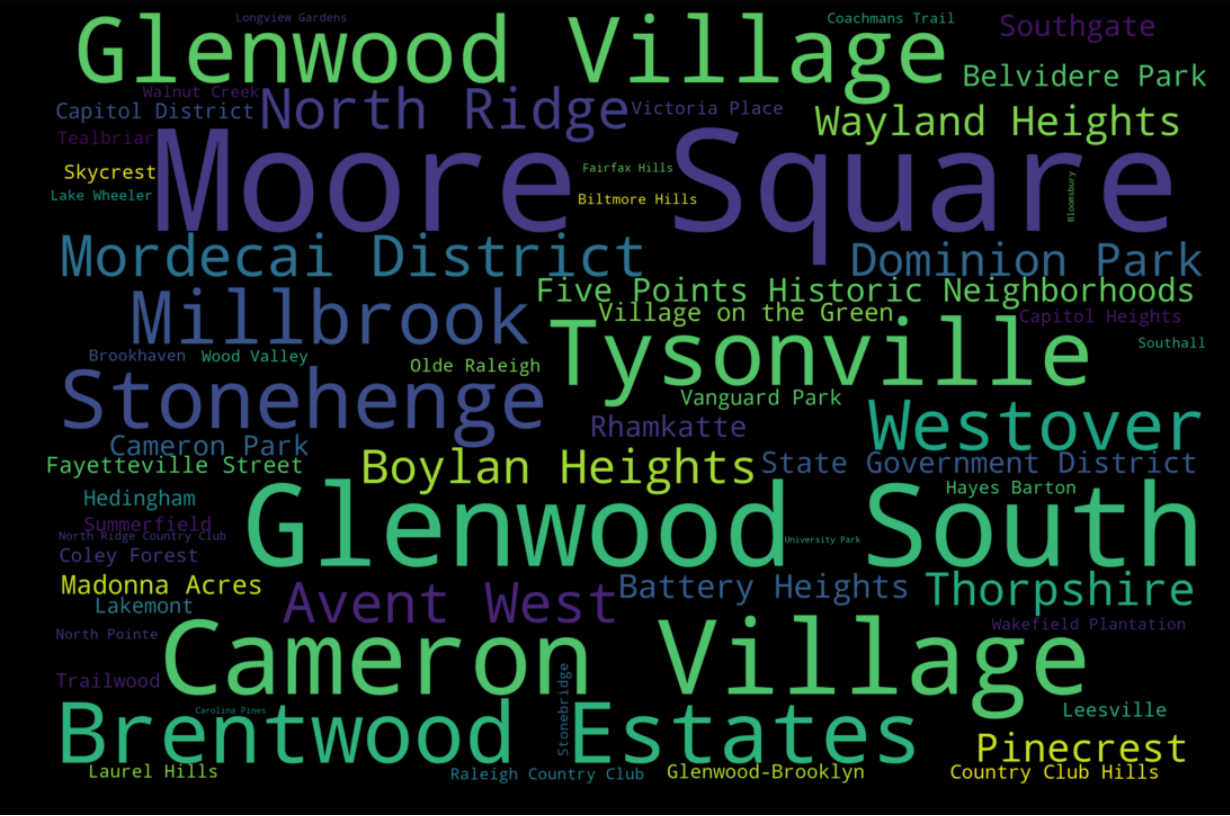 Longview Gardens
Glenwood Village
Coachmans Trail
Southgate
Belvidere Park
Walnut Creek
Capitol District
North Ridge
Victoria Place
Wayland Heights
Tealbriar
Moore Square
Skycrest
Fairfax Hills
Lake Wheeler
Biltmore Hills
Bloomsbury
Mordecai District
Dominion Park
Five Points Historic Neighborhoods
Millbrook
Village on the Green
Capitol Heights
Tysonville
Southall
Brookhaven
Wood Valley
Olde Raleigh
Stonehenge
Vanguard Park
Westover
Rhamkatte
Cameron Park
Fayetteville Street
Boylan Heights
State Government District
Hedingham
Glenwood South
Hayes Barton
Summerfield
North Ridge Country Club
University Park
Coley Forest
Madonna Acres
Avent West
Battery Heights
Thorpshire
Lakemont
North Pointe
Cameron Village
Wakefield Plantation
Trailwood
Stonebridge
Carolina Pines
Leesville
Brentwood Estates
Pinecrest
Laurel Hills
Raleigh Country Club
Glenwood-Brooklyn
Country Club Hills